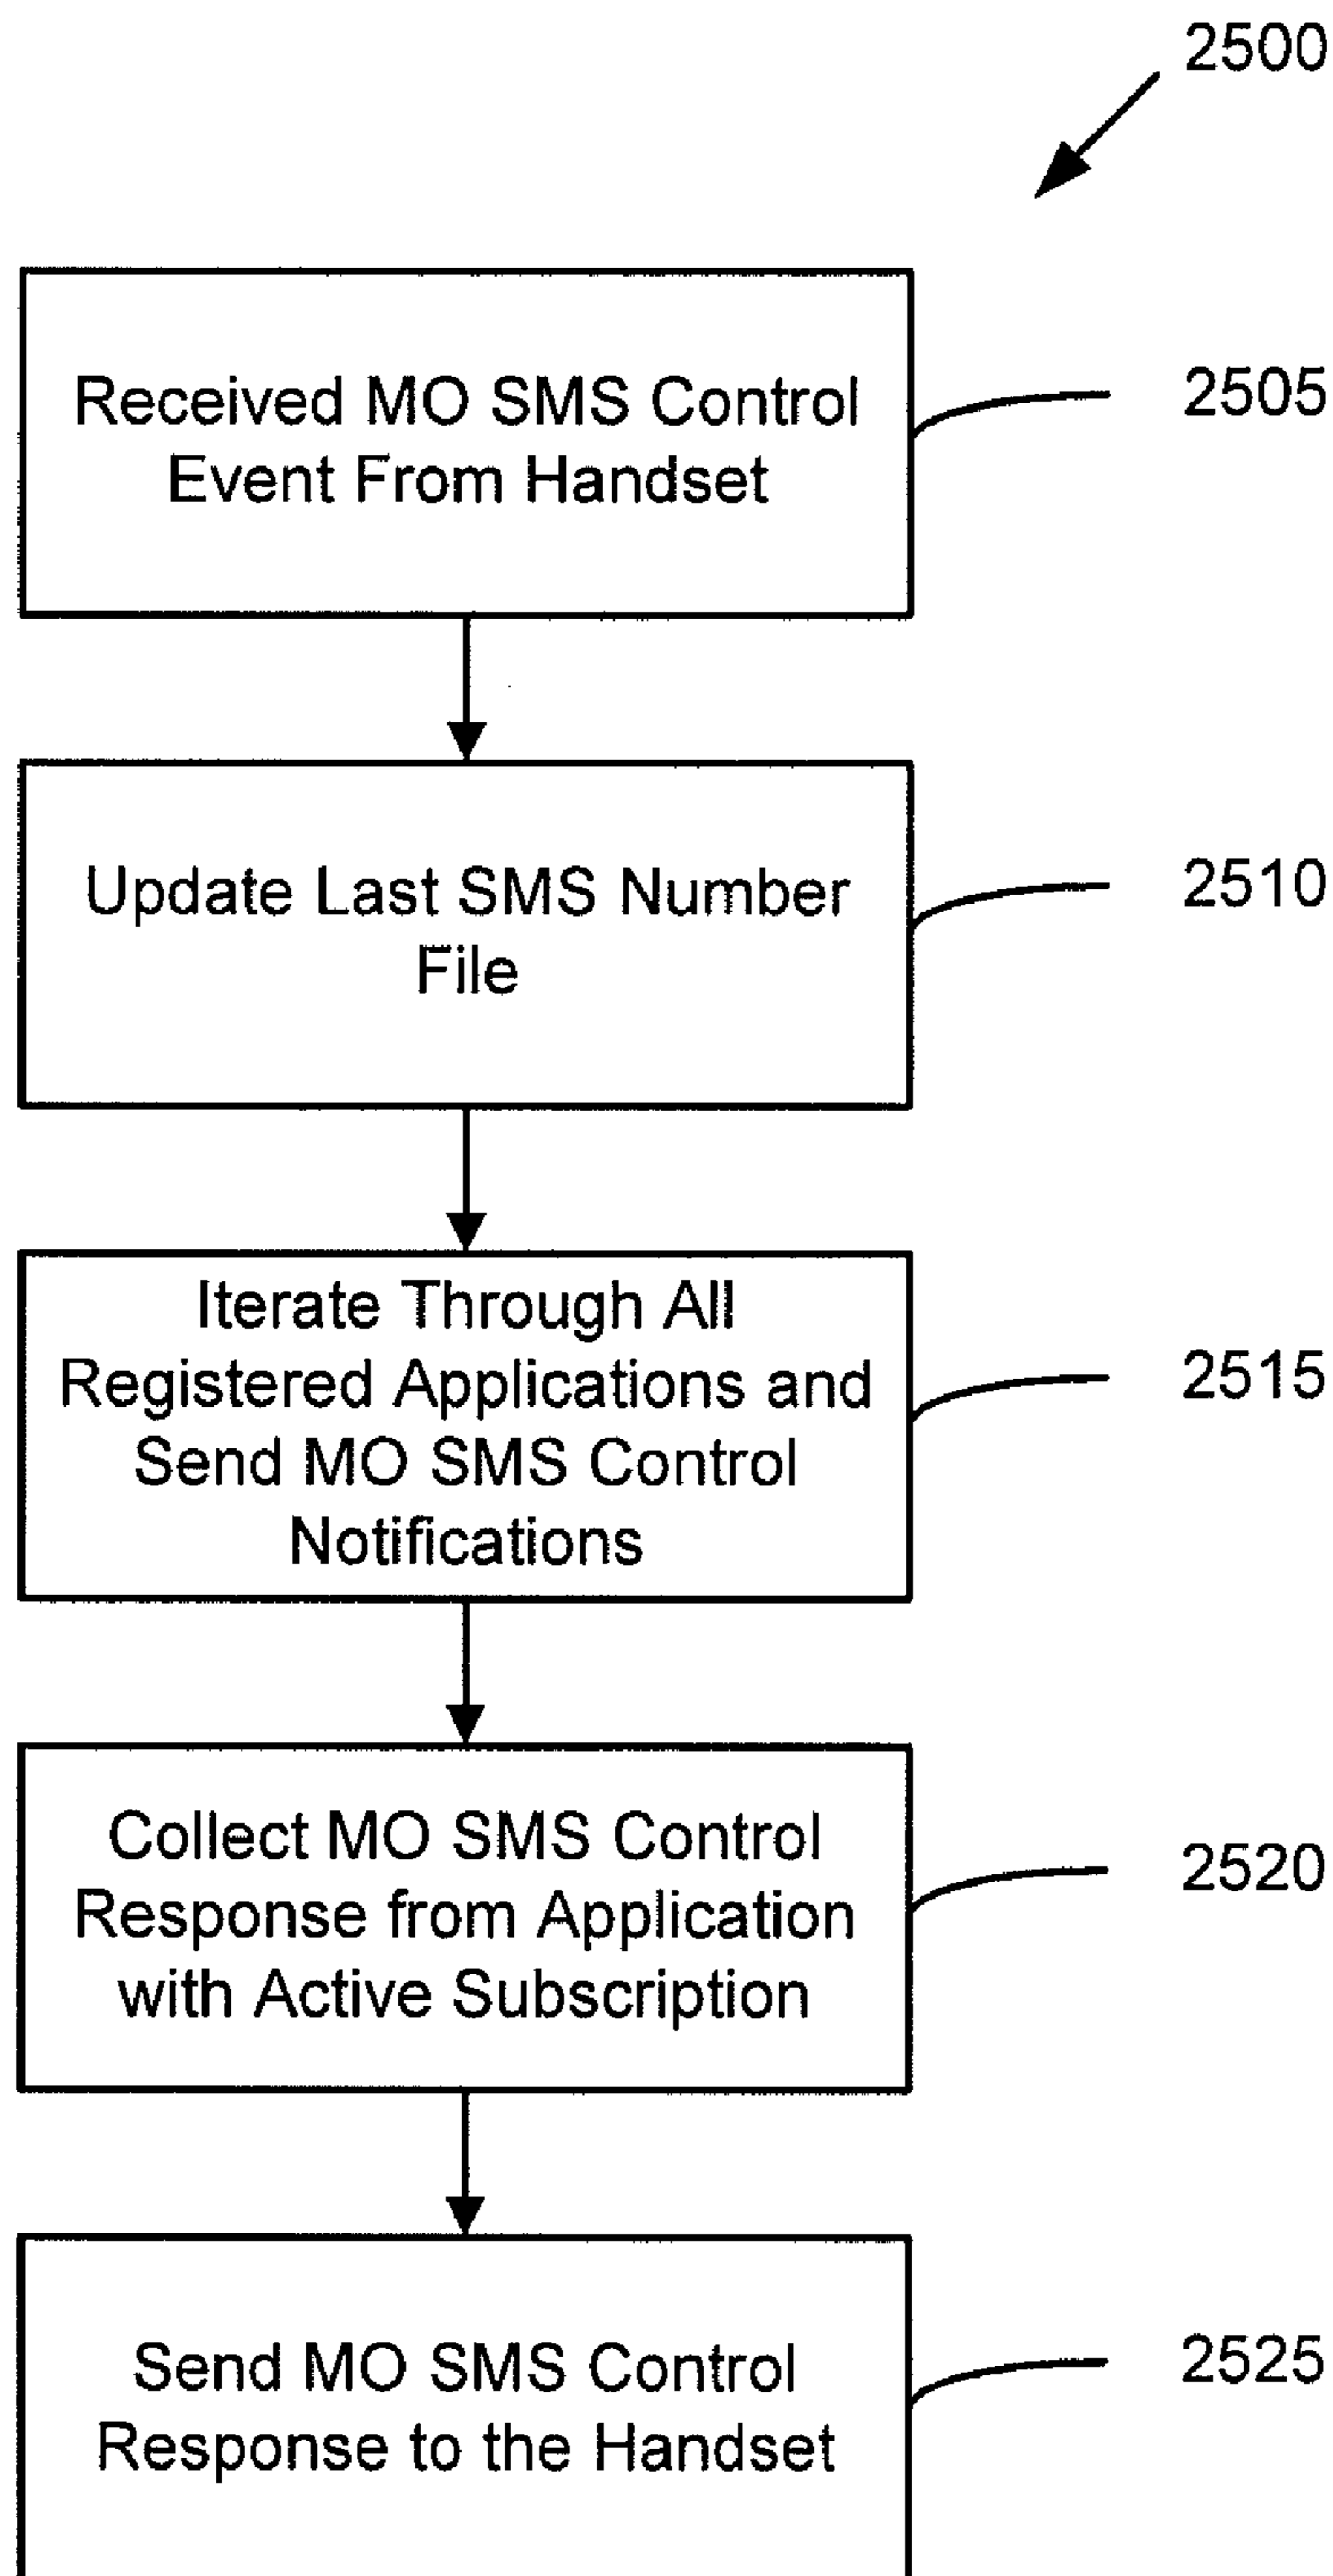 2500
Received MO SMS Control
Event From Handset
2505
Update Last SMS Number
File
2510
Iterate Through All
Registered Applications and
Send MO SMS Control
Notifications
2515
Collect MO SMS Control
Response from Application
with Active Subscription
2520
Send MO SMS Control
Response to the Handset
2525